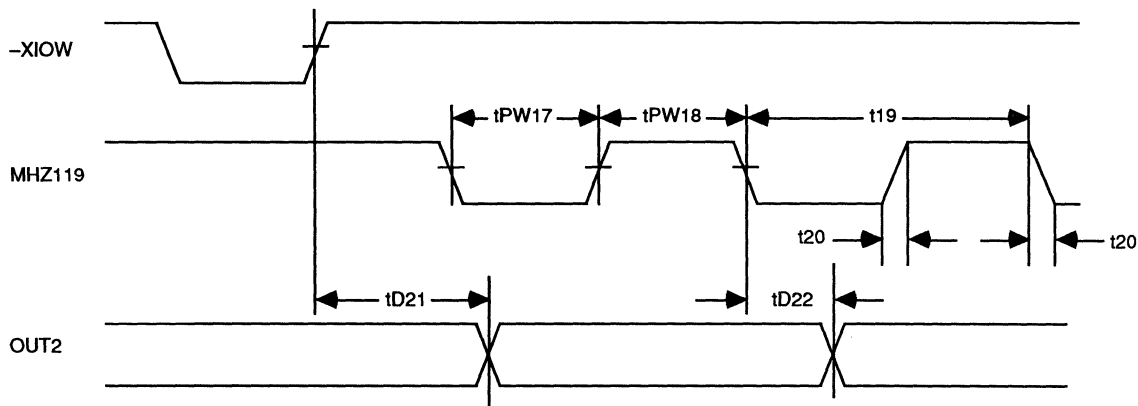 –XIOW
tPW17
tPW18
t19
MHZ119
t20
t20
tD21
tD22
OUT2